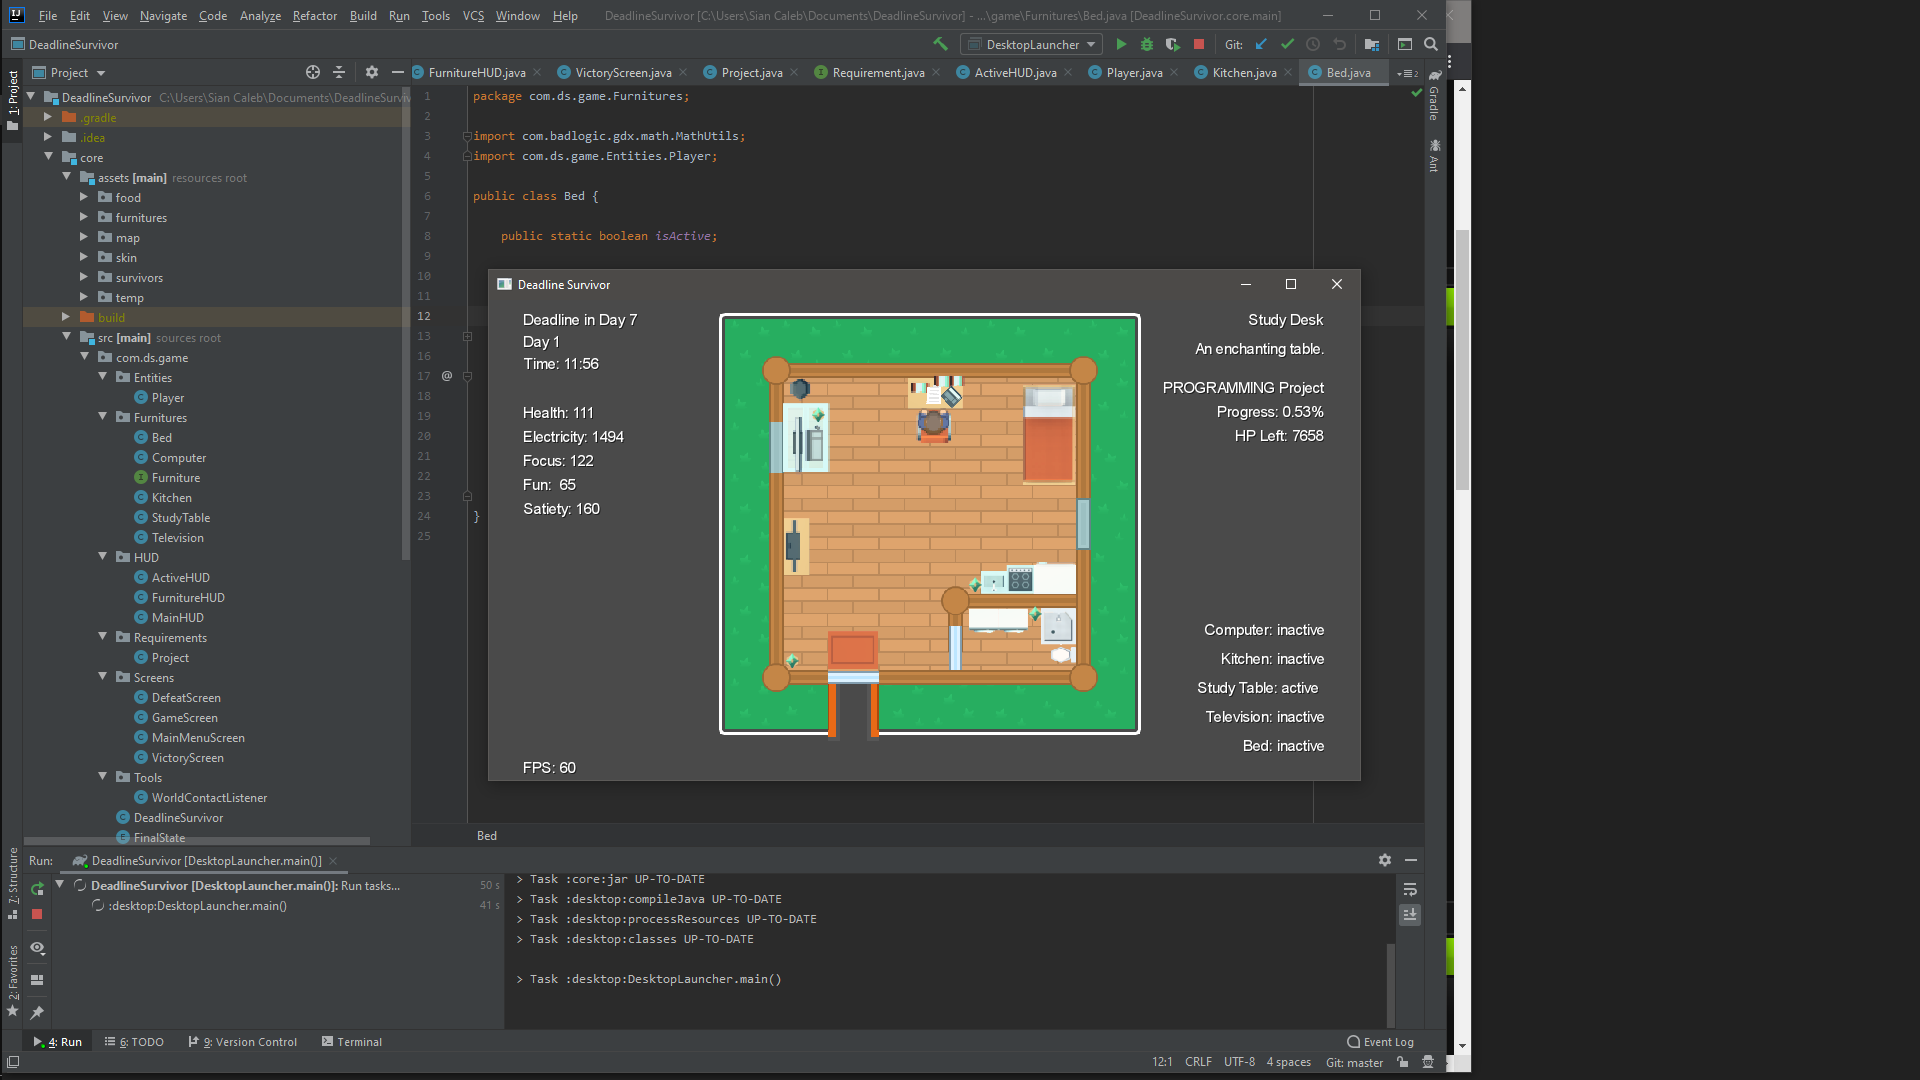 File Edit View Navigate Code Analyze Refactor Build Run Tools VCS Window Help DeadlineSurvivor [C:\Users\Sian Caleb\Documents\DeadlineSurvivor] - ...\game\Furnitures\Bed.java [DeadlineSurvivor.core.main]
DeadlineSurvivor DesktopLauncher Git:
Project FurnitureHUD.java VictoryScreen.java Project.java Requirement.java ActiveHUD.java Player.java Kitchen.java Bed.java
1: Project
7: Structure
2: Favorites
Gradle
Ant
DeadlineSurvivor C:\Users\Sian Caleb\Documents\DeadlineSurviv
.gradle
.idea
core
assets [main] resources root
food
furnitures
map
skin
survivors
temp
build
src [main] sources root
com.ds.game
Entities
Player
Furnitures
Bed
Computer
Furniture
Kitchen
StudyTable
Television
HUD
ActiveHUD
FurnitureHUD
MainHUD
Requirements
Project
Screens
DefeatScreen
GameScreen
MainMenuScreen
VictoryScreen
Tools
WorldContactListener
DeadlineSurvivor
FinalState
1 package com.ds.game.Furnitures;
2
3 import com.badlogic.gdx.math.MathUtils;
4 import com.ds.game.Entities.Player;
5
6 public class Bed {
7
8 public static boolean isActive;
9
10
11
12
13
16
17 @
18
19
20
21
22
23
24 }
25
Deadline Survivor
Deadline in Day 7
Day 1
Time: 11:56
Health: 111
Electricity: 1494
Focus: 122
Fun: 65
Satiety: 160
FPS: 60
Study Desk
An enchanting table.
PROGRAMMING Project
Progress: 0.53%
HP Left: 7658
Computer: inactive
Kitchen: inactive
Study Table: active
Television: inactive
Bed: inactive
Bed
Run: DeadlineSurvivor [DesktopLauncher.main()]
DeadlineSurvivor [DesktopLauncher.main()]: Run tasks... 50 s
:desktop:DesktopLauncher.main() 41 s
> Task :core:jar UP-TO-DATE
> Task :desktop:compileJava UP-TO-DATE
> Task :desktop:processResources UP-TO-DATE
> Task :desktop:classes UP-TO-DATE
> Task :desktop:DesktopLauncher.main()
4: Run 6: TODO 9: Version Control Terminal Event Log
12:1 CRLF UTF-8 4 spaces Git: master